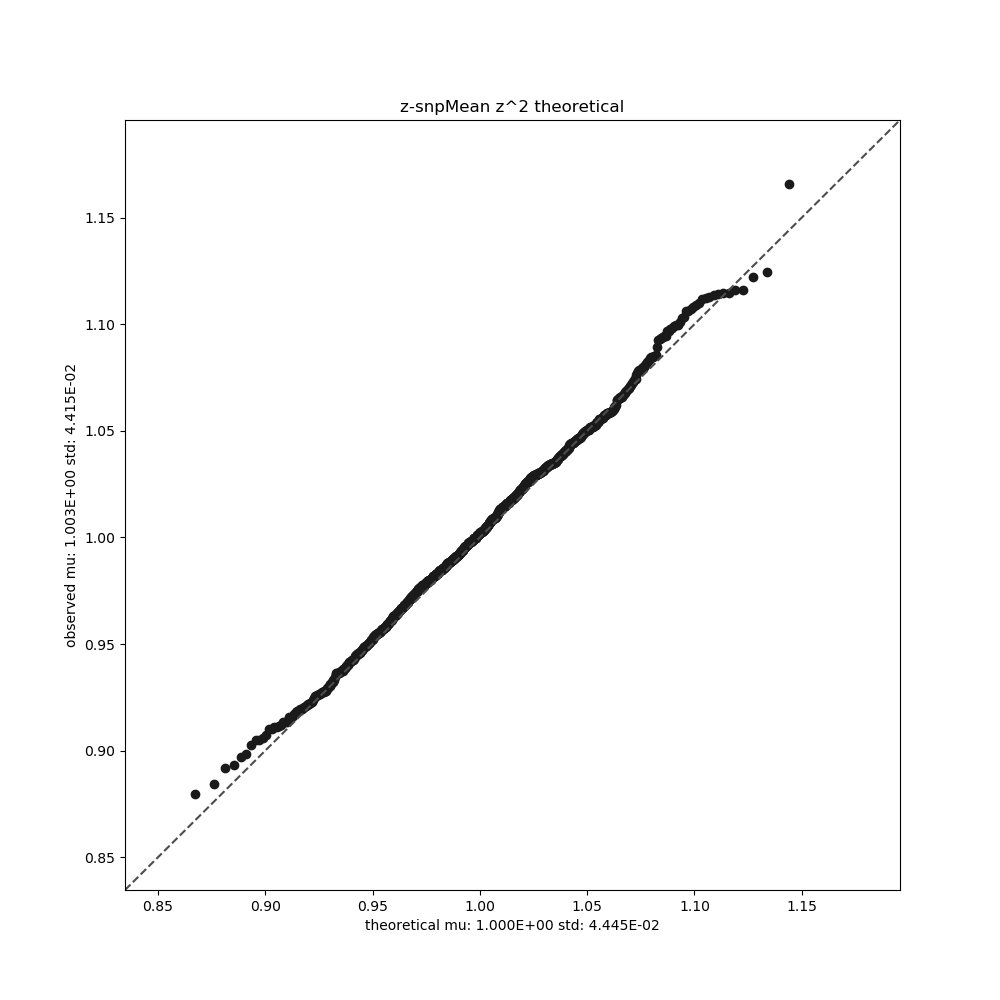 z-snpMean z^2 theoretical
observed mu: 1.003E+00 std: 4.415E-02
1.15
1.10
1.05
1.00
0.95
0.90
0.85
0.85 0.90 0.95 1.00 1.05 1.10 1.15
theoretical mu: 1.000E+00 std: 4.445E-02